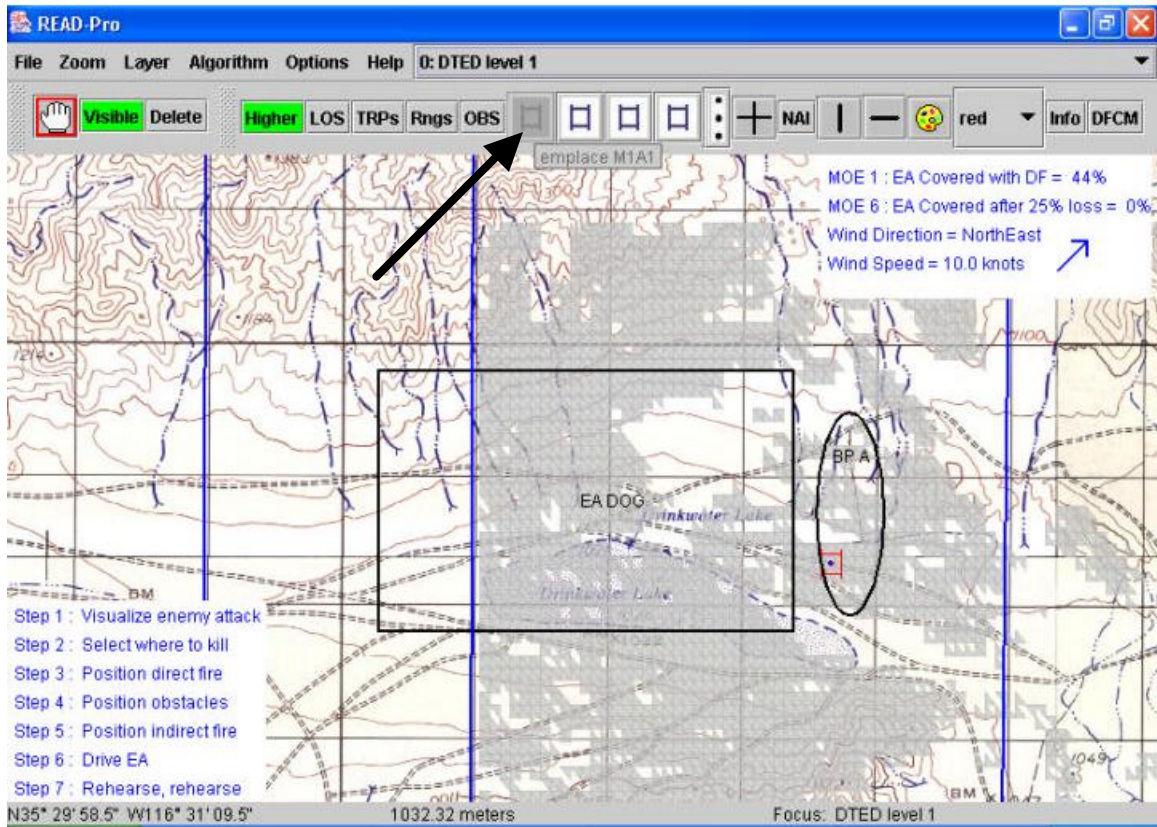 READ-Pro
File Zoom Layer Algorithm Options Help 0: DTED level 1
Visible Delete Higher LOS TRPs Rngs OBS NAI red Info DFCM
emplace M1A1
MOE 1 : EA Covered with DF = 44%
MOE 6 : EA Covered after 25% loss = 0%
Wind Direction = NorthEast
Wind Speed = 10.0 knots
1184
1214
1100
BP A
EA DOG
Drinkwater Lake
Drinkwater Lake
BM
Step 1 : Visualize enemy attack
Step 2 : Select where to kill
Step 3 : Position direct fire
Step 4 : Position obstacles
Step 5 : Position indirect fire
Step 6 : Drive EA
Step 7 : Rehearse, rehearse
1049
BM
N35° 29' 58.5" W116° 31' 09.5" 1032.32 meters Focus: DTED level 1